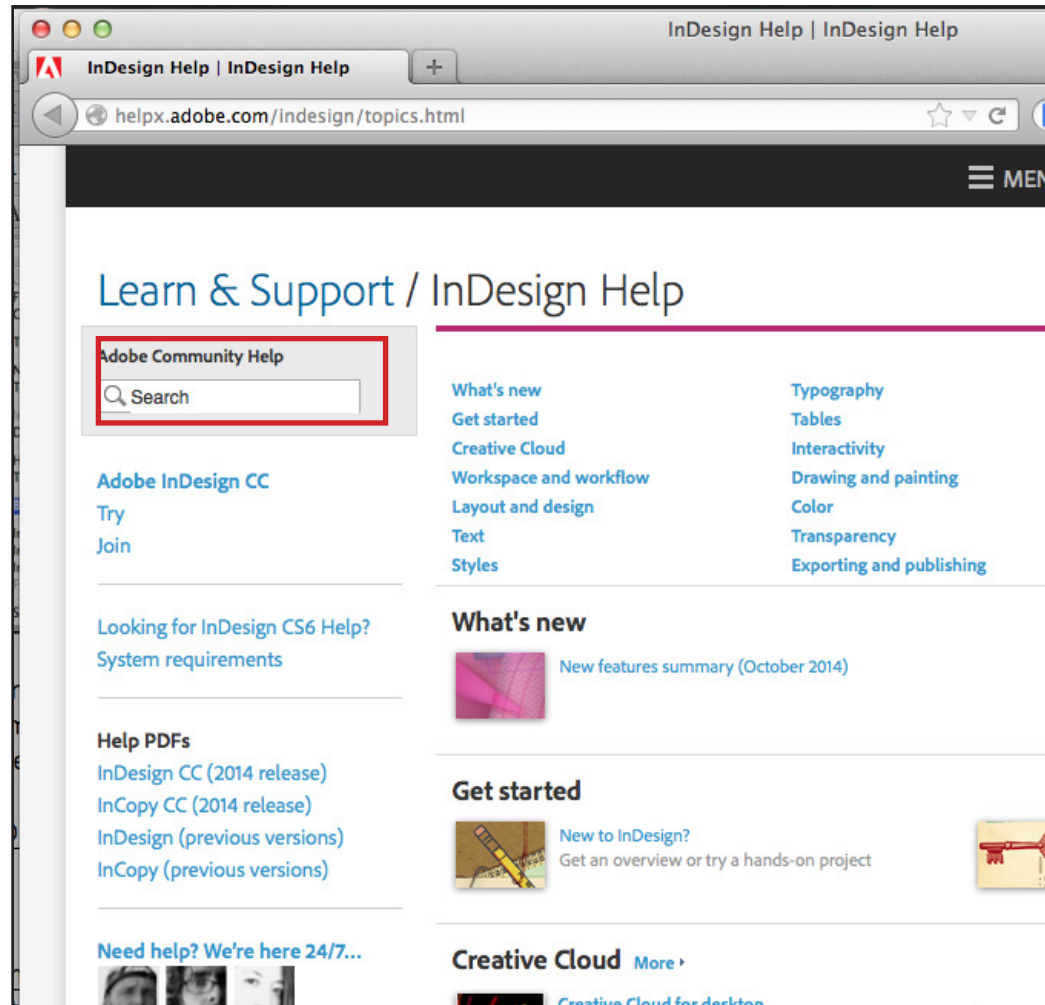 InDesign Help | InDesign Help
InDesign Help | InDesign Help
+
helpx.adobe.com/indesign/topics.html
Learn & Support / InDesign Help
Adobe Community Help
Search
Adobe InDesign CC
Try
Join
Looking for InDesign CS6 Help?
System requirements
Help PDFs
InDesign CC (2014 release)
InCopy CC (2014 release)
InDesign (previous versions)
InCopy (previous versions)
Need help? We're here 24/7...
What's new
Get started
Creative Cloud
Workspace and workflow
Layout and design
Text
Styles
Typography
Tables
Interactivity
Drawing and painting
Color
Transparency
Exporting and publishing
What's new
New features summary (October 2014)
Get started
New to InDesign?
Get an overview or try a hands-on project
Creative Cloud More
Creative Cloud for desktop